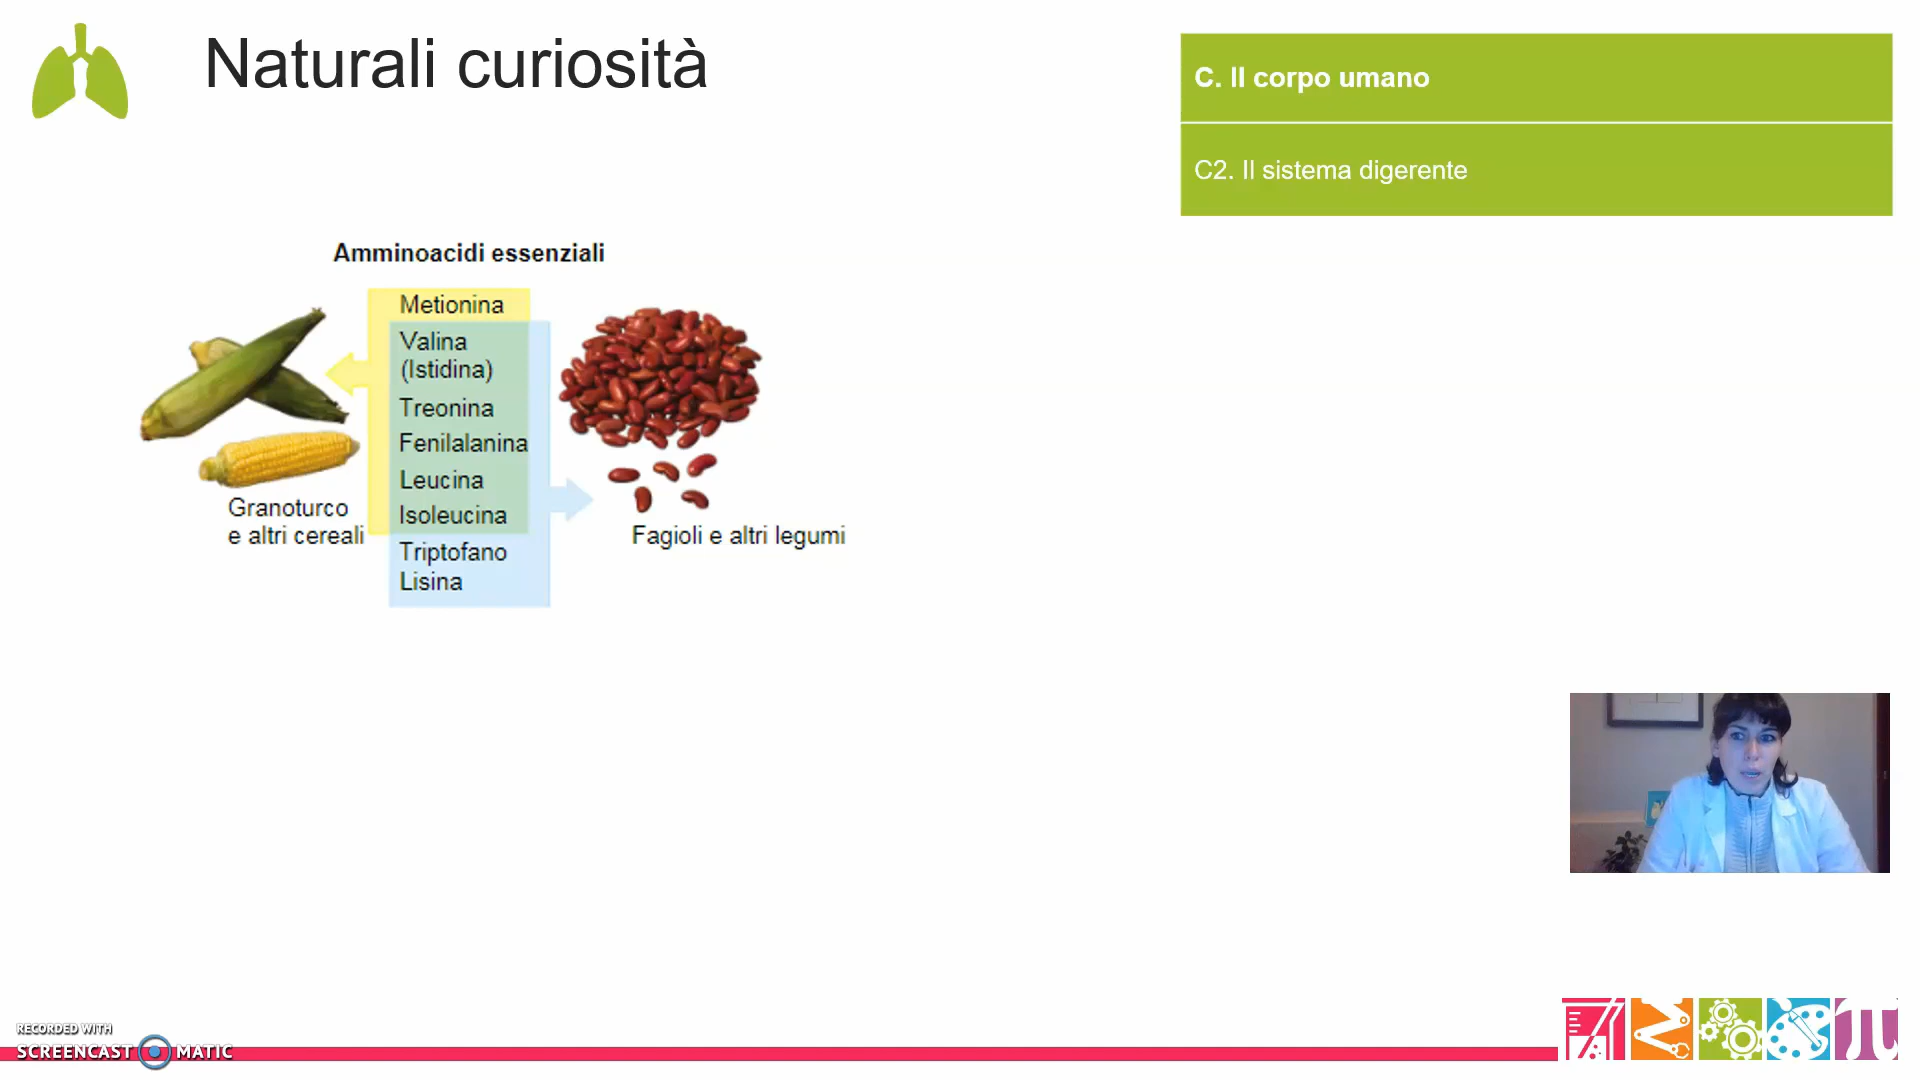 Naturali curiosità
C. Il corpo umano
C2. Il sistema digerente
Amminoacidi essenziali
Metionina
Valina
(Istidina)
Treonina
Fenilalanina
Leucina
Isoleucina
Triptofano
Lisina
Granoturco
e altri cereali
Fagioli e altri legumi
RECORDED WITH
SCREENCAST MATIC